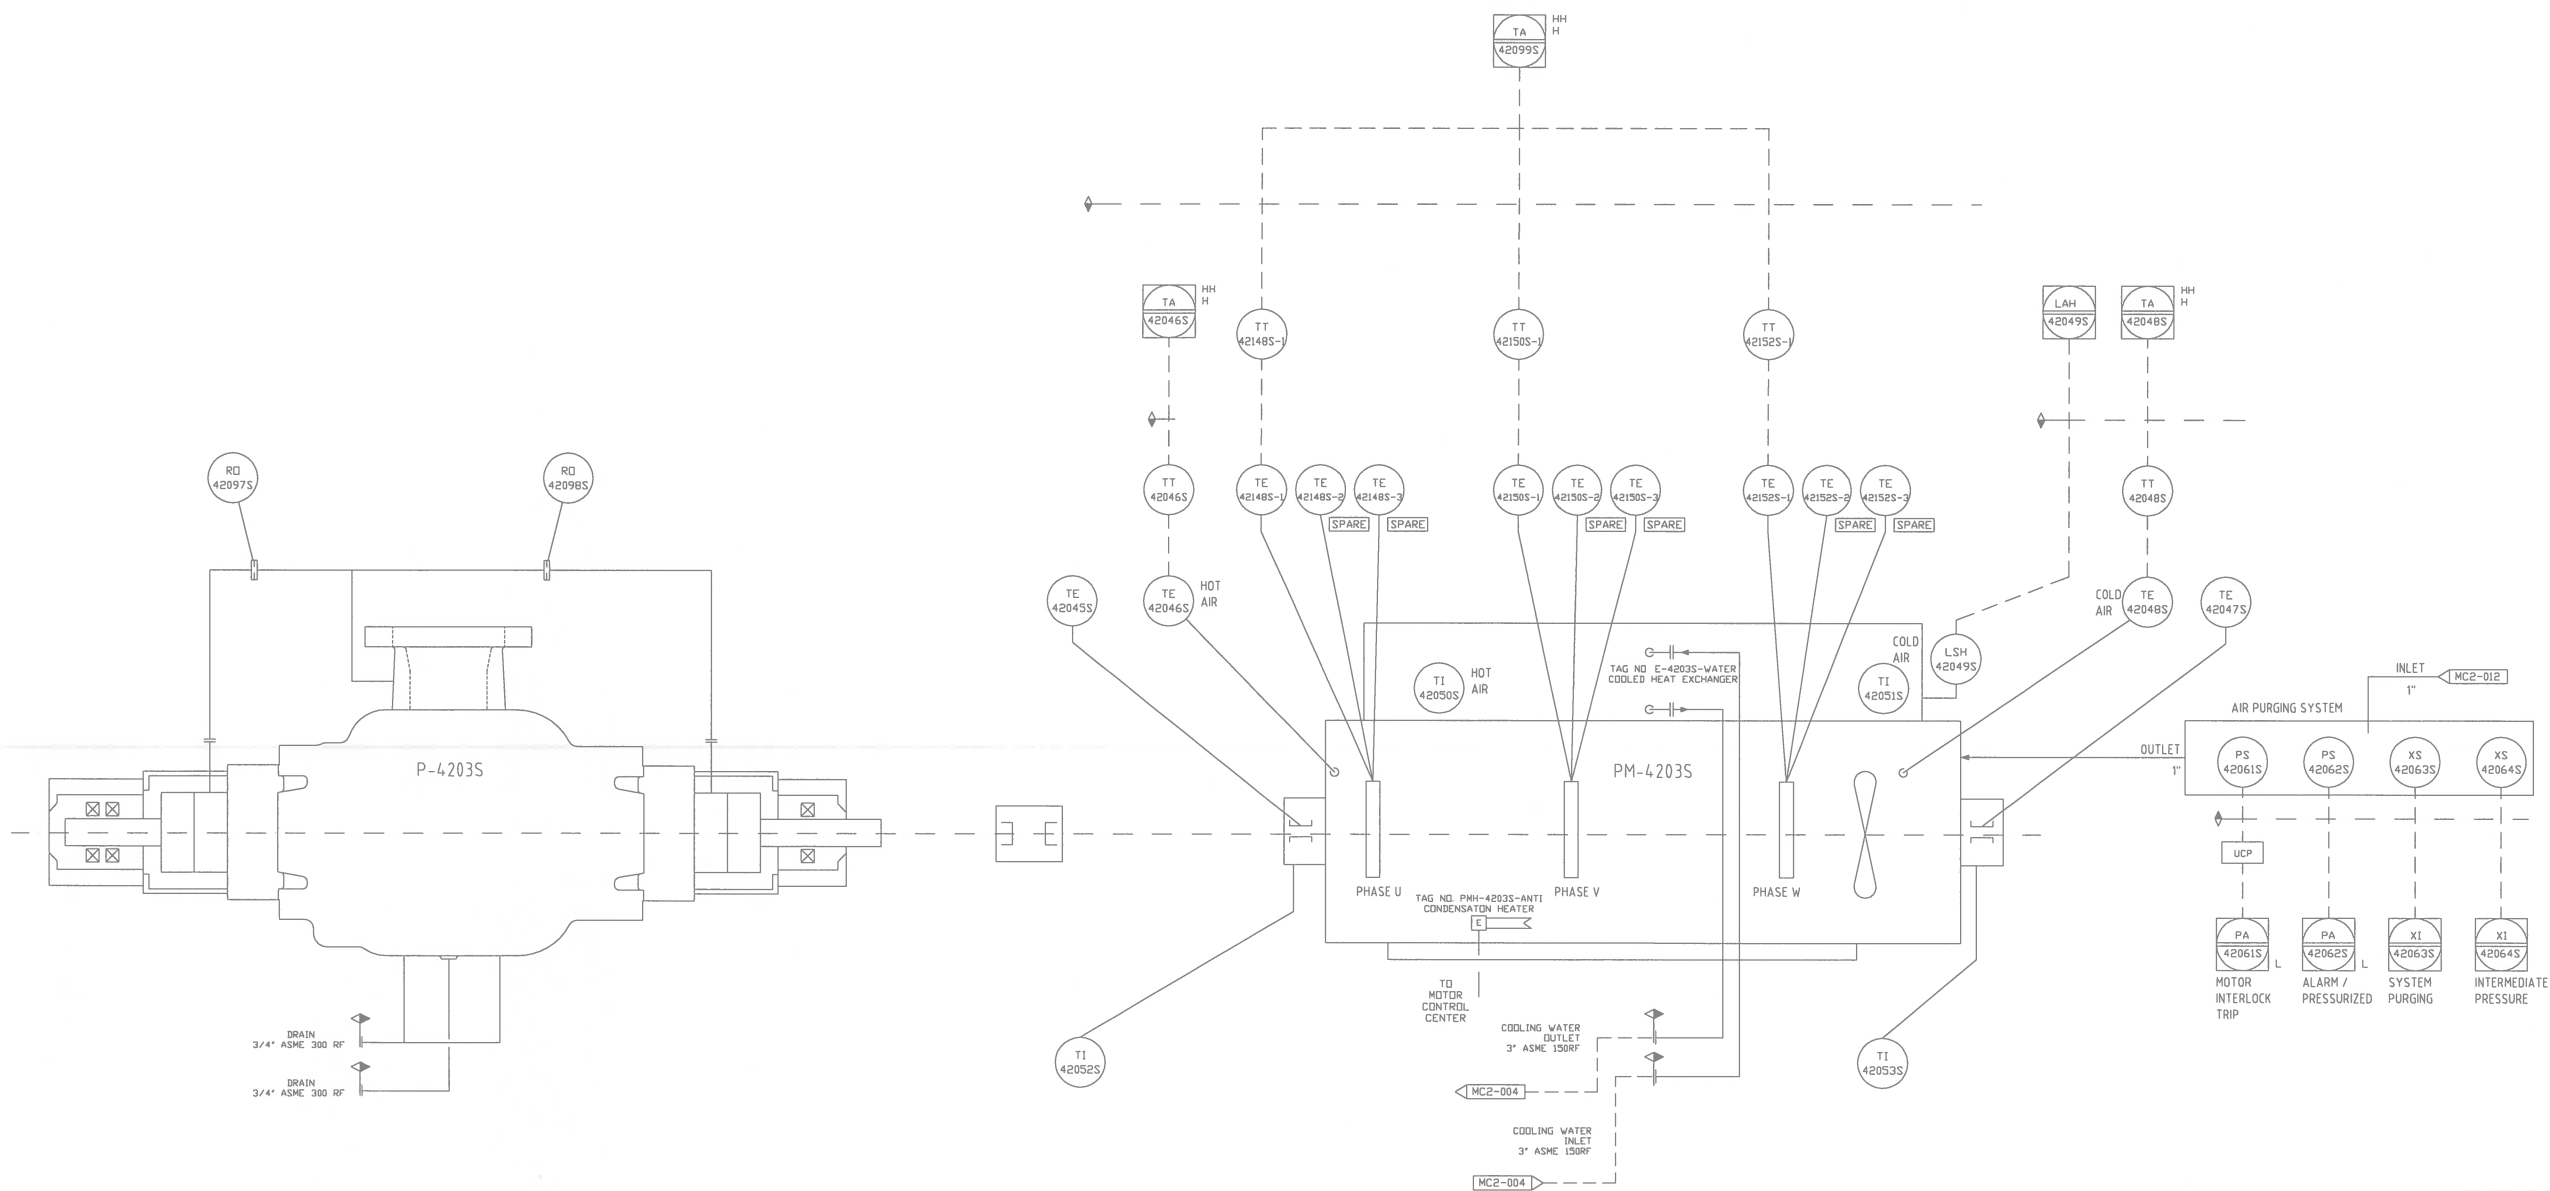 TA
42099S
HH
H
TA
42046S
HH
H
TT
42148S-1
TT
42150S-1
TT
42152S-1
LAH
42049S
TA
42048S
HH
H
RO
42097S
RO
42098S
TT
42046S
TE
42148S-1
TE
42148S-2
TE
42148S-3
SPARE
SPARE
TE
42150S-1
TE
42150S-2
TE
42150S-3
SPARE
SPARE
TE
42152S-1
TE
42152S-2
TE
42152S-3
SPARE
SPARE
TT
42048S
TE
42045S
TE
42046S
HOT
AIR
COLD
AIR
TE
42048S
TE
42047S
TI
42050S
HOT
AIR
TAG NO E-4203S-WATER
COOLED HEAT EXCHANGER
COLD
AIR
TI
42051S
LSH
42049S
INLET
1"
MC2-012
AIR PURGING SYSTEM
OUTLET
1"
PS
42061S
PS
42062S
XS
42063S
XS
42064S
P-4203S
PM-4203S
UCP
PHASE U
PHASE V
PHASE W
TAG NO. PMH-4203S-ANTI
CONDENSATON HEATER
E
TO
MOTOR
CONTROL
CENTER
PA
42061S
L
MOTOR
INTERLOCK
TRIP
PA
42062S
L
ALARM /
PRESSURIZED
XI
42063S
SYSTEM
PURGING
XI
42064S
INTERMEDIATE
PRESSURE
DRAIN
3/4" ASME 300 RF
DRAIN
3/4" ASME 300 RF
TI
42052S
COOLING WATER
OUTLET
3" ASME 150RF
TI
42053S
MC2-004
COOLING WATER
INLET
3" ASME 150RF
MC2-004